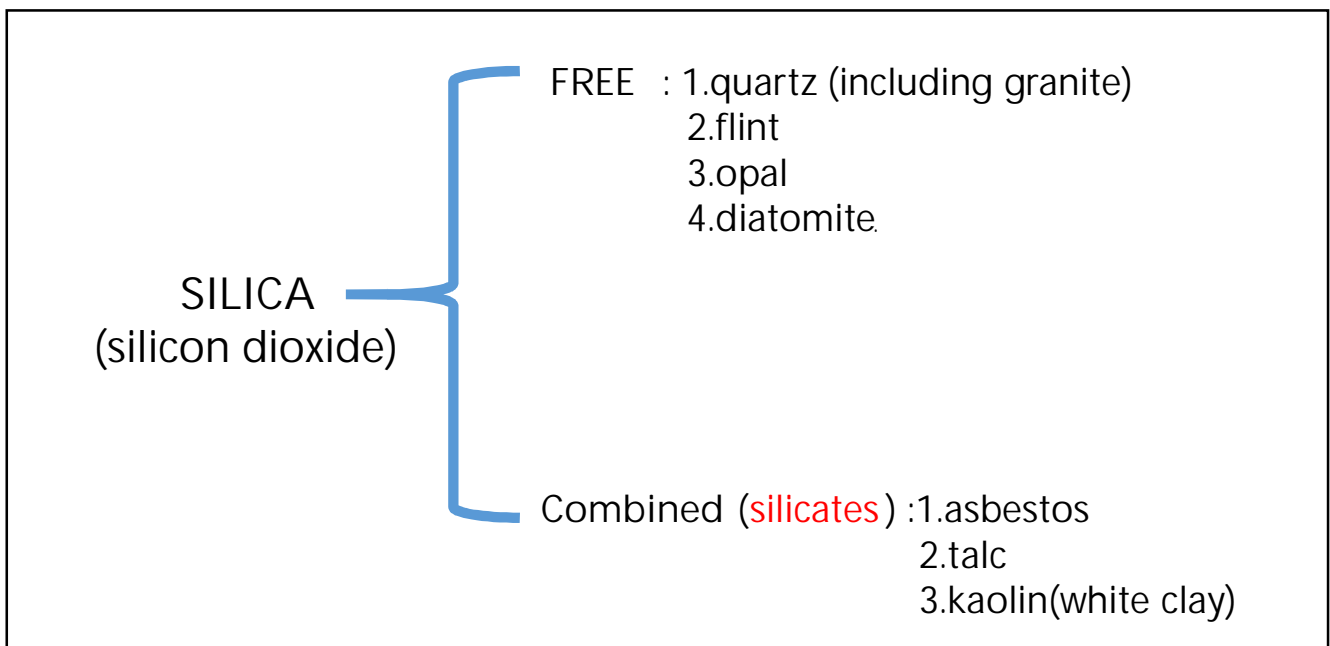 FREE : 1.quartz (including granite)
2.flint
3.opal
4.diatomite.
SILICA
(silicon dioxide)
Combined (silicates) :1.asbestos
2.talc
3.kaolin(white clay)